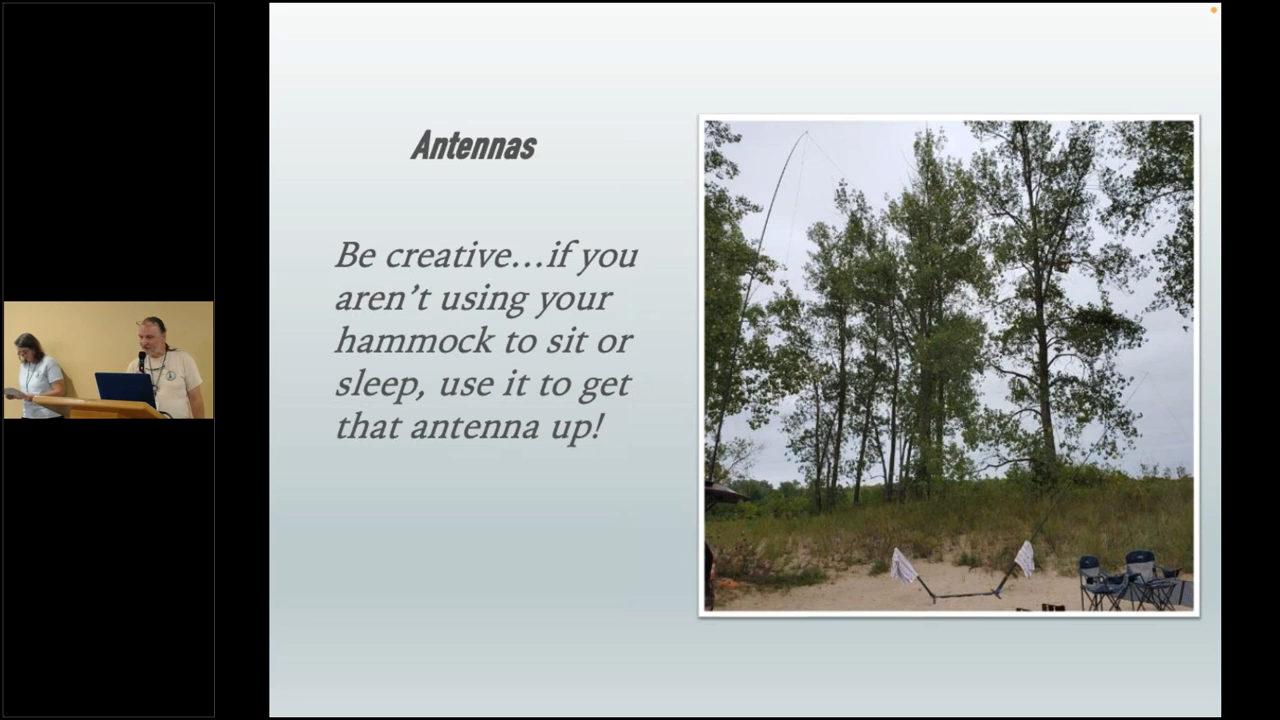 Antennas
Be creative…if you
aren’t using your
hammock to sit or
sleep, use it to get
that antenna up!